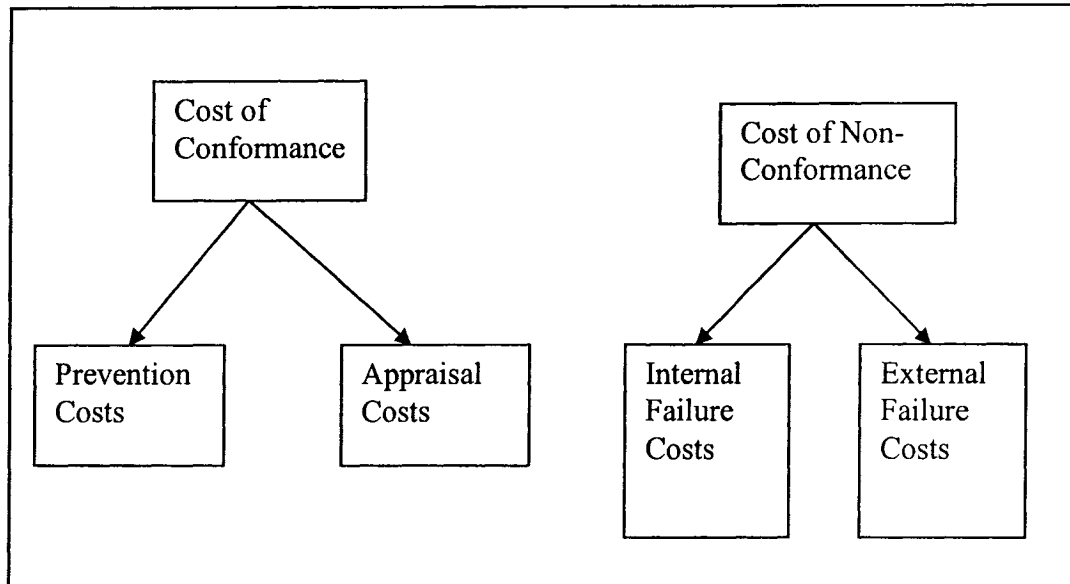 Cost of
Conformance
Cost of Non-
Conformance
Prevention
Costs
Appraisal
Costs
Internal
Failure
Costs
External
Failure
Costs